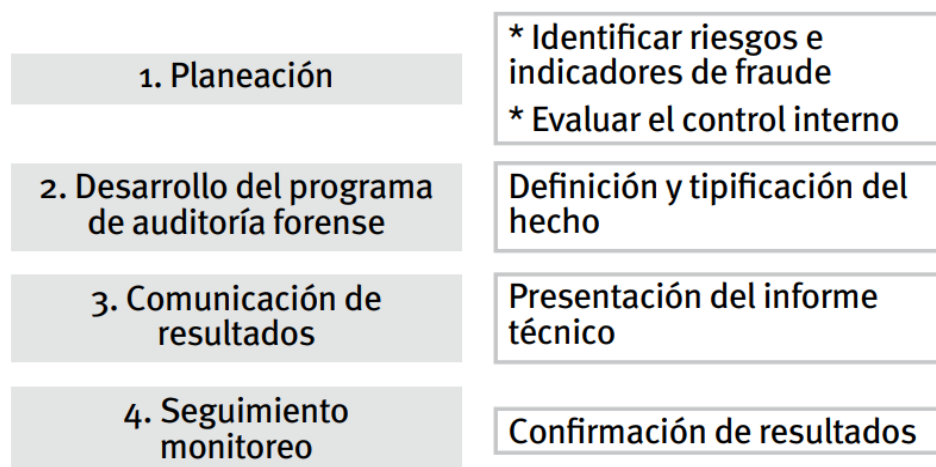 1. Planeación
* Identificar riesgos e
indicadores de fraude
* Evaluar el control interno
2. Desarrollo del programa
de auditoría forense
Definición y tipificación del
hecho
3. Comunicación de
resultados
Presentación del informe
técnico
4. Seguimiento
monitoreo
Confirmación de resultados